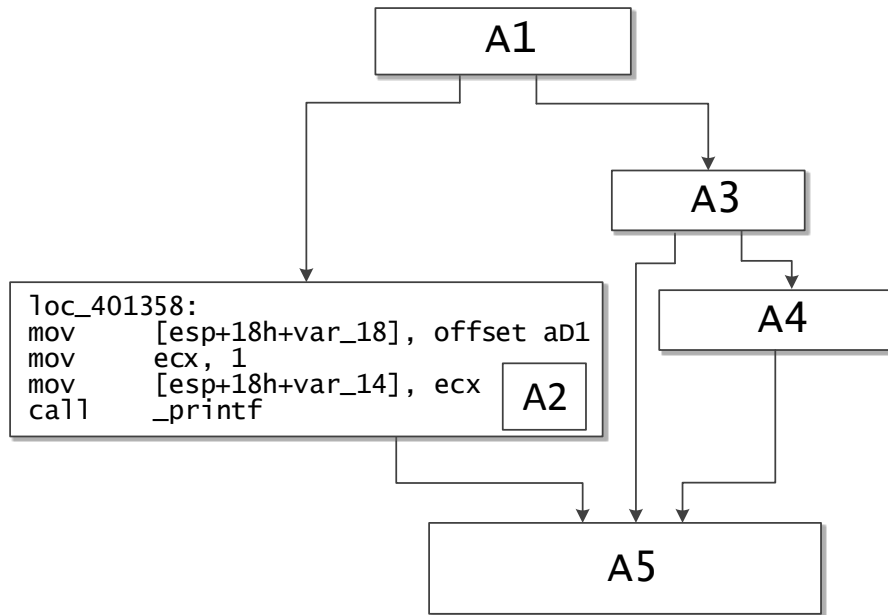 A1
A3
loc_401358:
mov [esp+18h+var_18], offset aD1
mov ecx, 1
mov [esp+18h+var_14], ecx
call _printf
A2
A4
A5